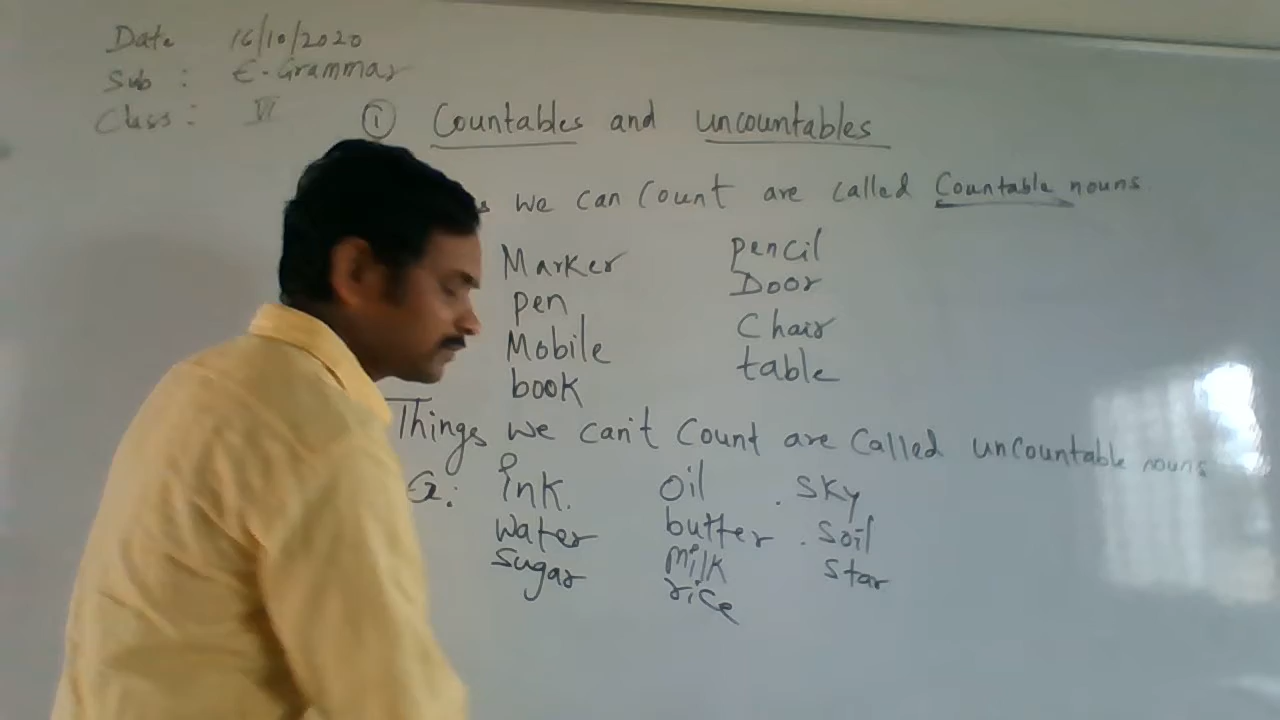 Date 16/10/2020
Sub : E-Grammar
Class : VI
① Countables and uncountables
we can Count are called Countable nouns.
Marker pencil
pen Door
Mobile Chair
book table
Things we can't Count are Called uncountable nouns
ink. oil . sky
water butter . soil
sugar milk star
rice